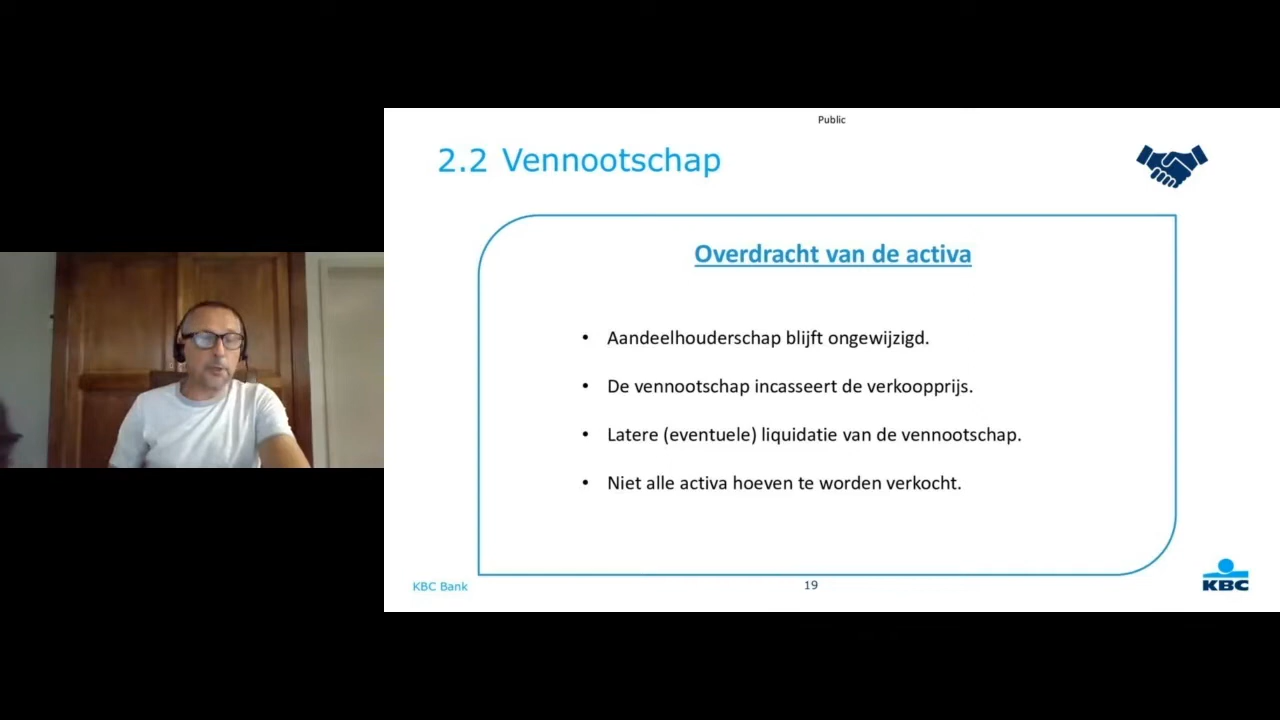 Public
2.2 Vennootschap
Overdracht van de activa
• Aandeelhouderschap blijft ongewijzigd.
• De vennootschap incasseert de verkoopprijs.
• Latere (eventuele) liquidatie van de vennootschap.
• Niet alle activa hoeven te worden verkocht.
KBC Bank
19
KBC